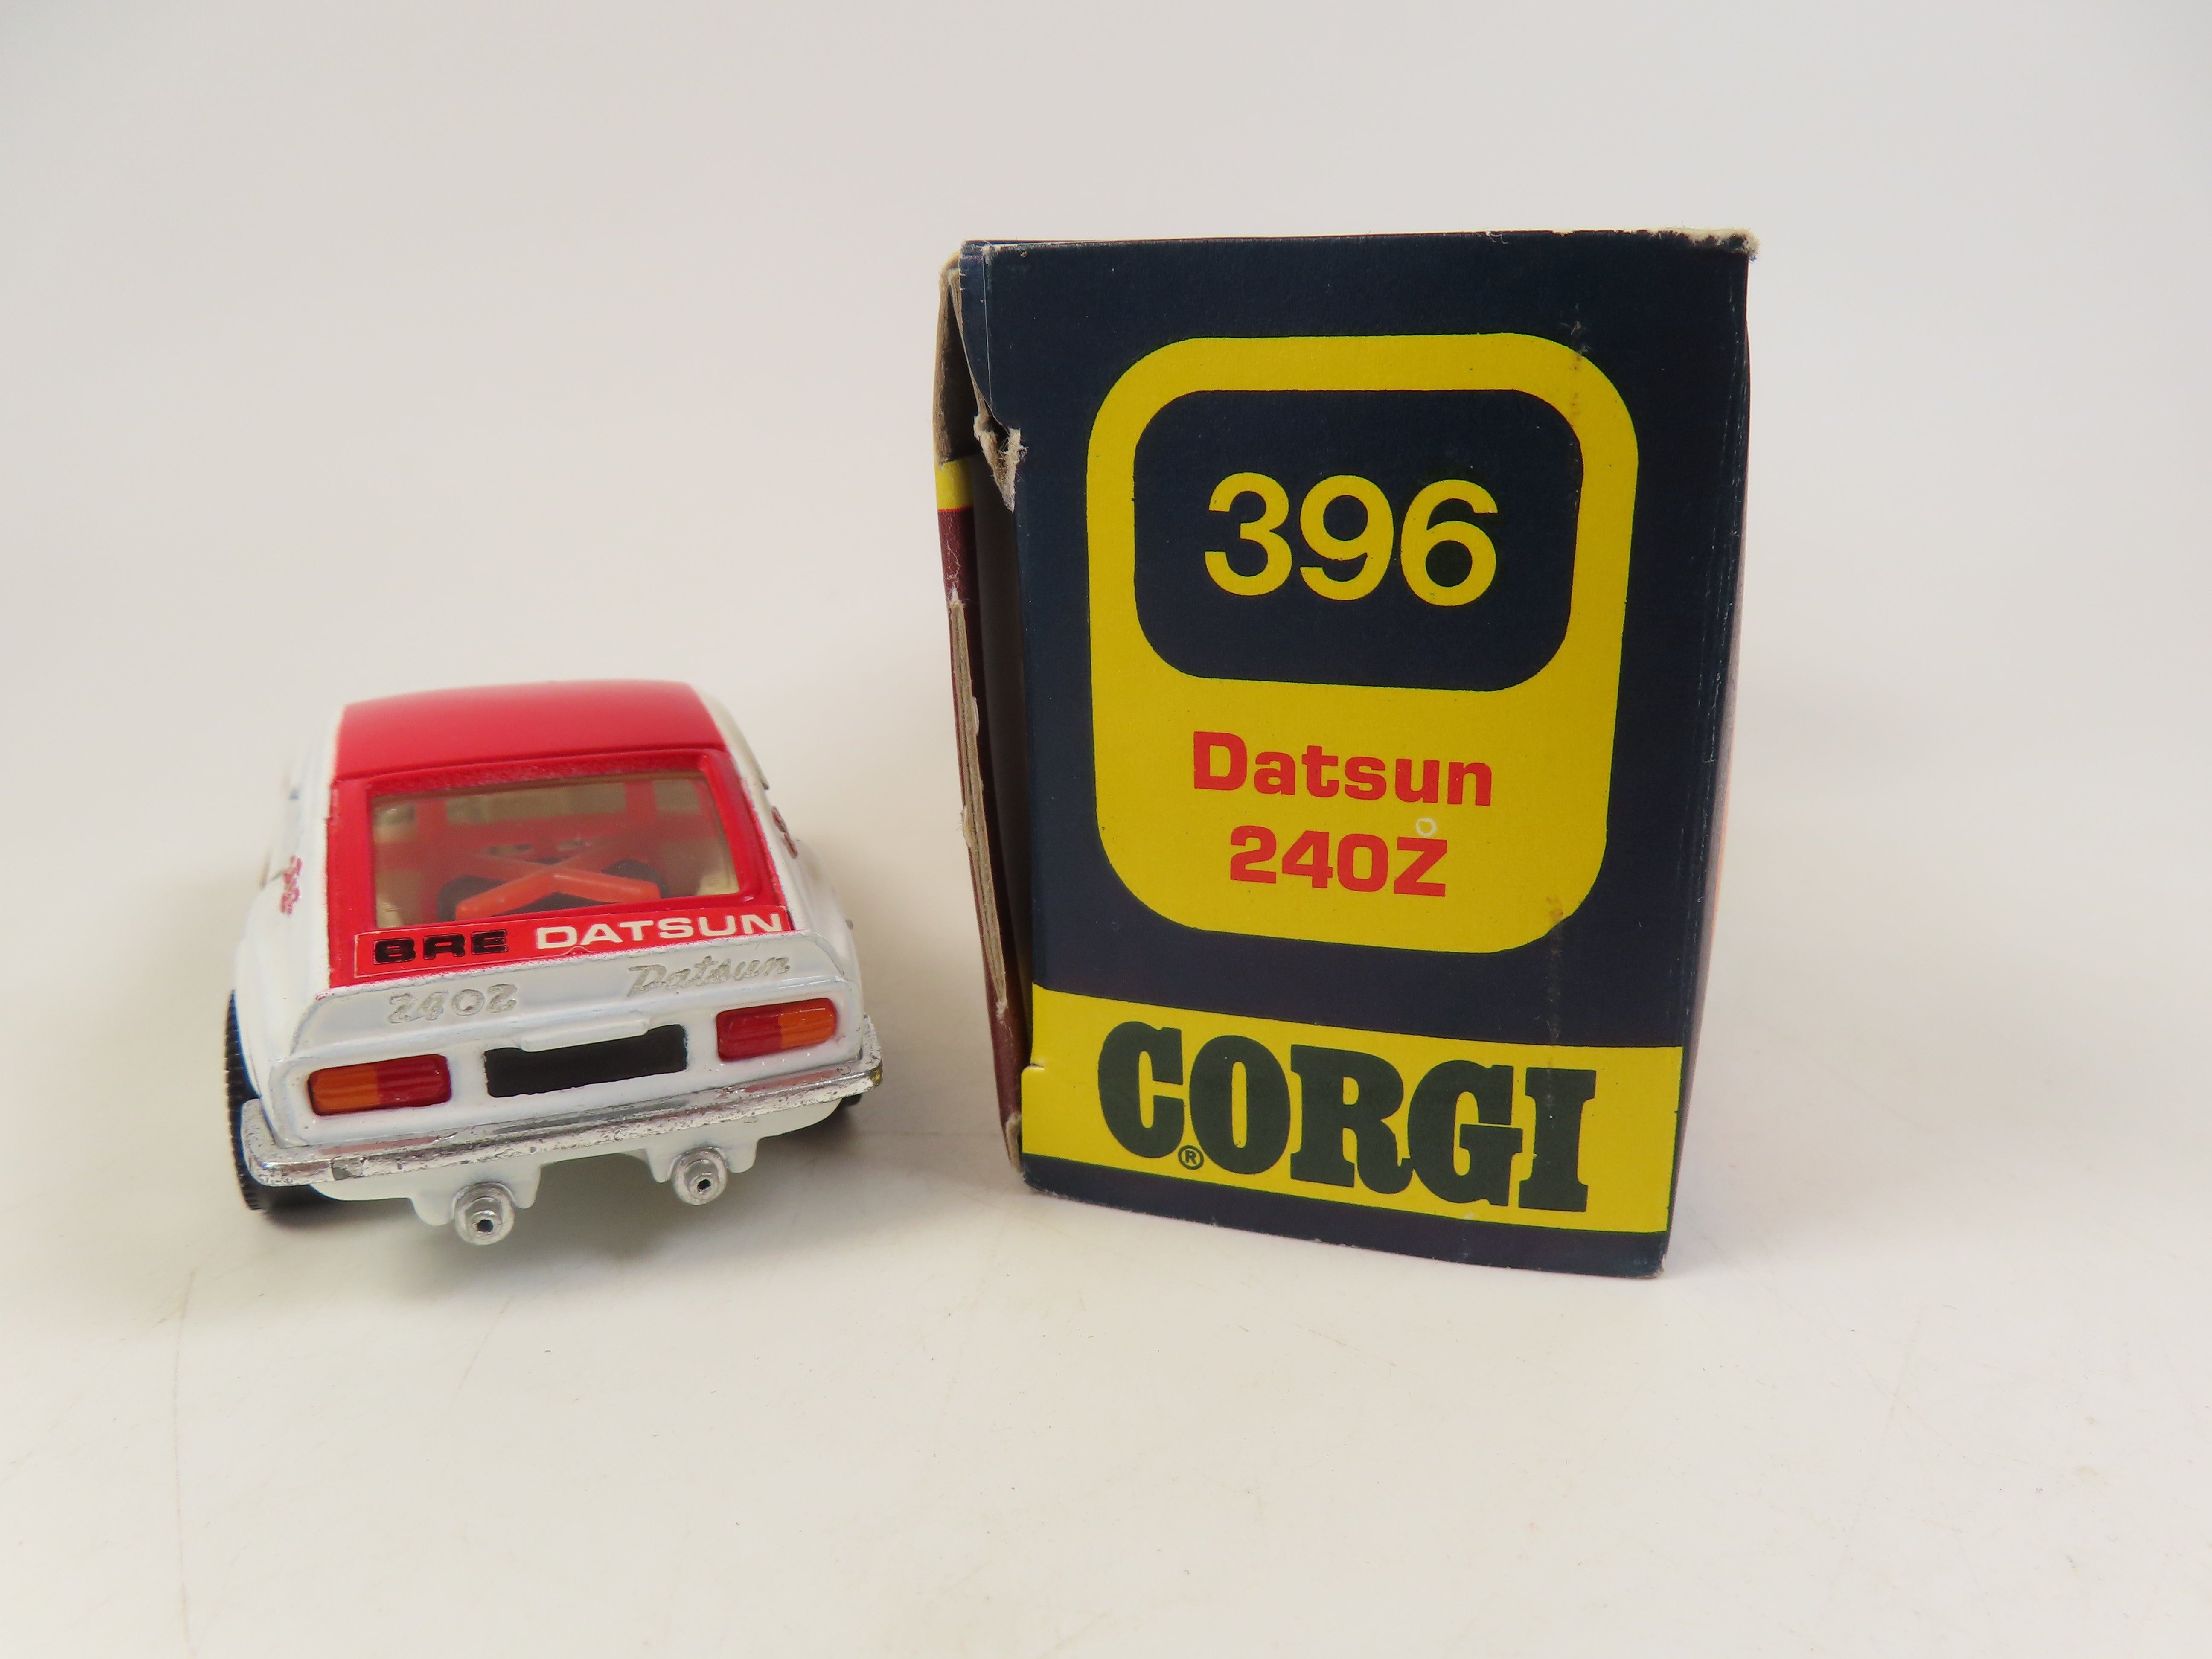 BRE DATSUN
240Z Datsun
396
Datsun
240Z
CORGI®